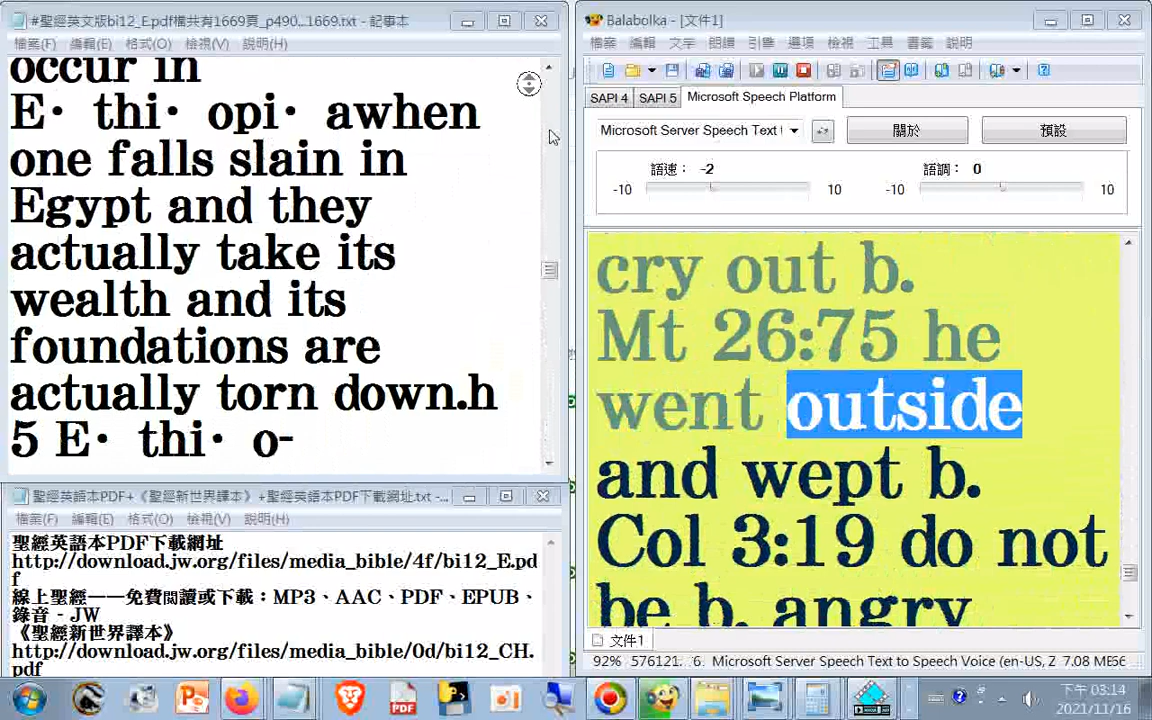 #聖經英文版bi12_E.pdf檔共有1669頁_p490,..1669.txt - 記事本
檔案(F) 編輯(E) 格式(O) 檢視(V) 說明(H)
occur in
E· thi· opi· awhen
one falls slain in
Egypt and they
actually take its
wealth and its
foundations are
actually torn down.h
5 E· thi· o-
聖經英語本PDF+《聖經新世界譯本》+聖經英語本PDF下載網址.txt -...
檔案(F) 編輯(E) 格式(O) 檢視(V) 說明(H)
聖經英語本PDF下載網址
http://download.jw.org/files/media_bible/4f/bi12_E.pd
f
線上聖經——免費閱讀或下載：MP3、AAC、PDF、EPUB、
錄音 - JW
《聖經新世界譯本》
http://download.jw.org/files/media_bible/0d/bi12_CH.
pdf
Balabolka - [文件1]
檔案 編輯 文字 朗讀 引擎 選項 檢視 工具 書籤 說明
SAPI 4 SAPI 5 Microsoft Speech Platform
Microsoft Server Speech Text 關於 預設
語速： -2 語調： 0
-10 10 -10 10
cry out b.
Mt 26:75 he
went outside
and wept b.
Col 3:19 do not
be b. angry
文件1
92% 576121. 6. Microsoft Server Speech Text to Speech Voice (en-US, Z 7.08 ME56
PDF
下午 03:14
2021/11/16